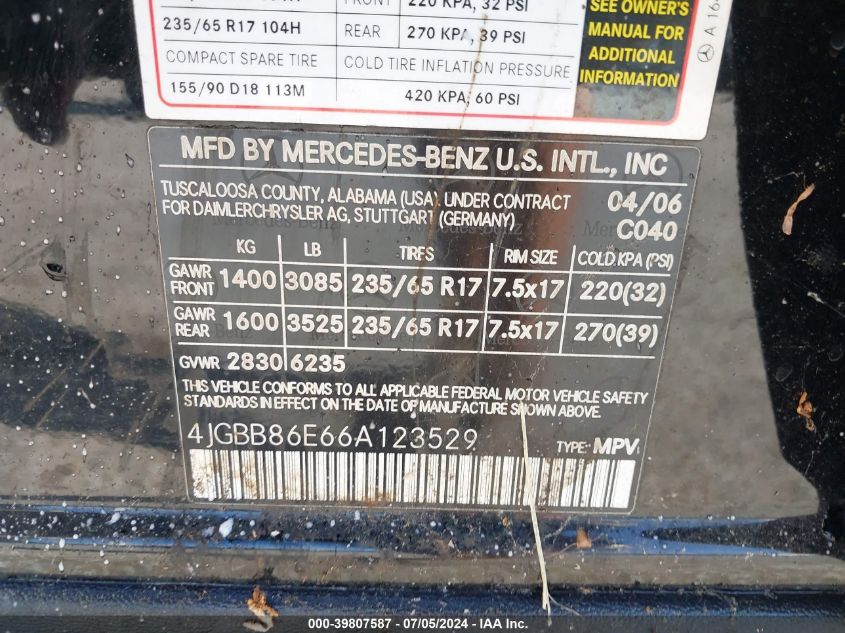 FRONT 220 KPA, 32 PSI
235/65 R17 104H REAR 270 KPA, 39 PSI
COMPACT SPARE TIRE COLD TIRE INFLATION PRESSURE
155/90 D18 113M 420 KPA, 60 PSI
SEE OWNER'S
MANUAL FOR
ADDITIONAL
INFORMATION
MFD BY MERCEDES-BENZ U.S. INTL., INC
TUSCALOOSA COUNTY, ALABAMA (USA). UNDER CONTRACT 04/06
FOR DAIMLERCHRYSLER AG, STUTTGART (GERMANY) C040
KG LB TIRES RIM SIZE COLD KPA (PSI)
GAWR FRONT 1400 3085 235/65 R17 7.5x17 220(32)
GAWR REAR 1600 3525 235/65 R17 7.5x17 270(39)
GVWR 2830 6235
THIS VEHICLE CONFORMS TO ALL APPLICABLE FEDERAL MOTOR VEHICLE SAFETY
STANDARDS IN EFFECT ON THE DATE OF MANUFACTURE SHOWN ABOVE.
4JGBB86E66A123529 TYPE: MPV
000-39807587 - 07/05/2024 - IAA Inc.